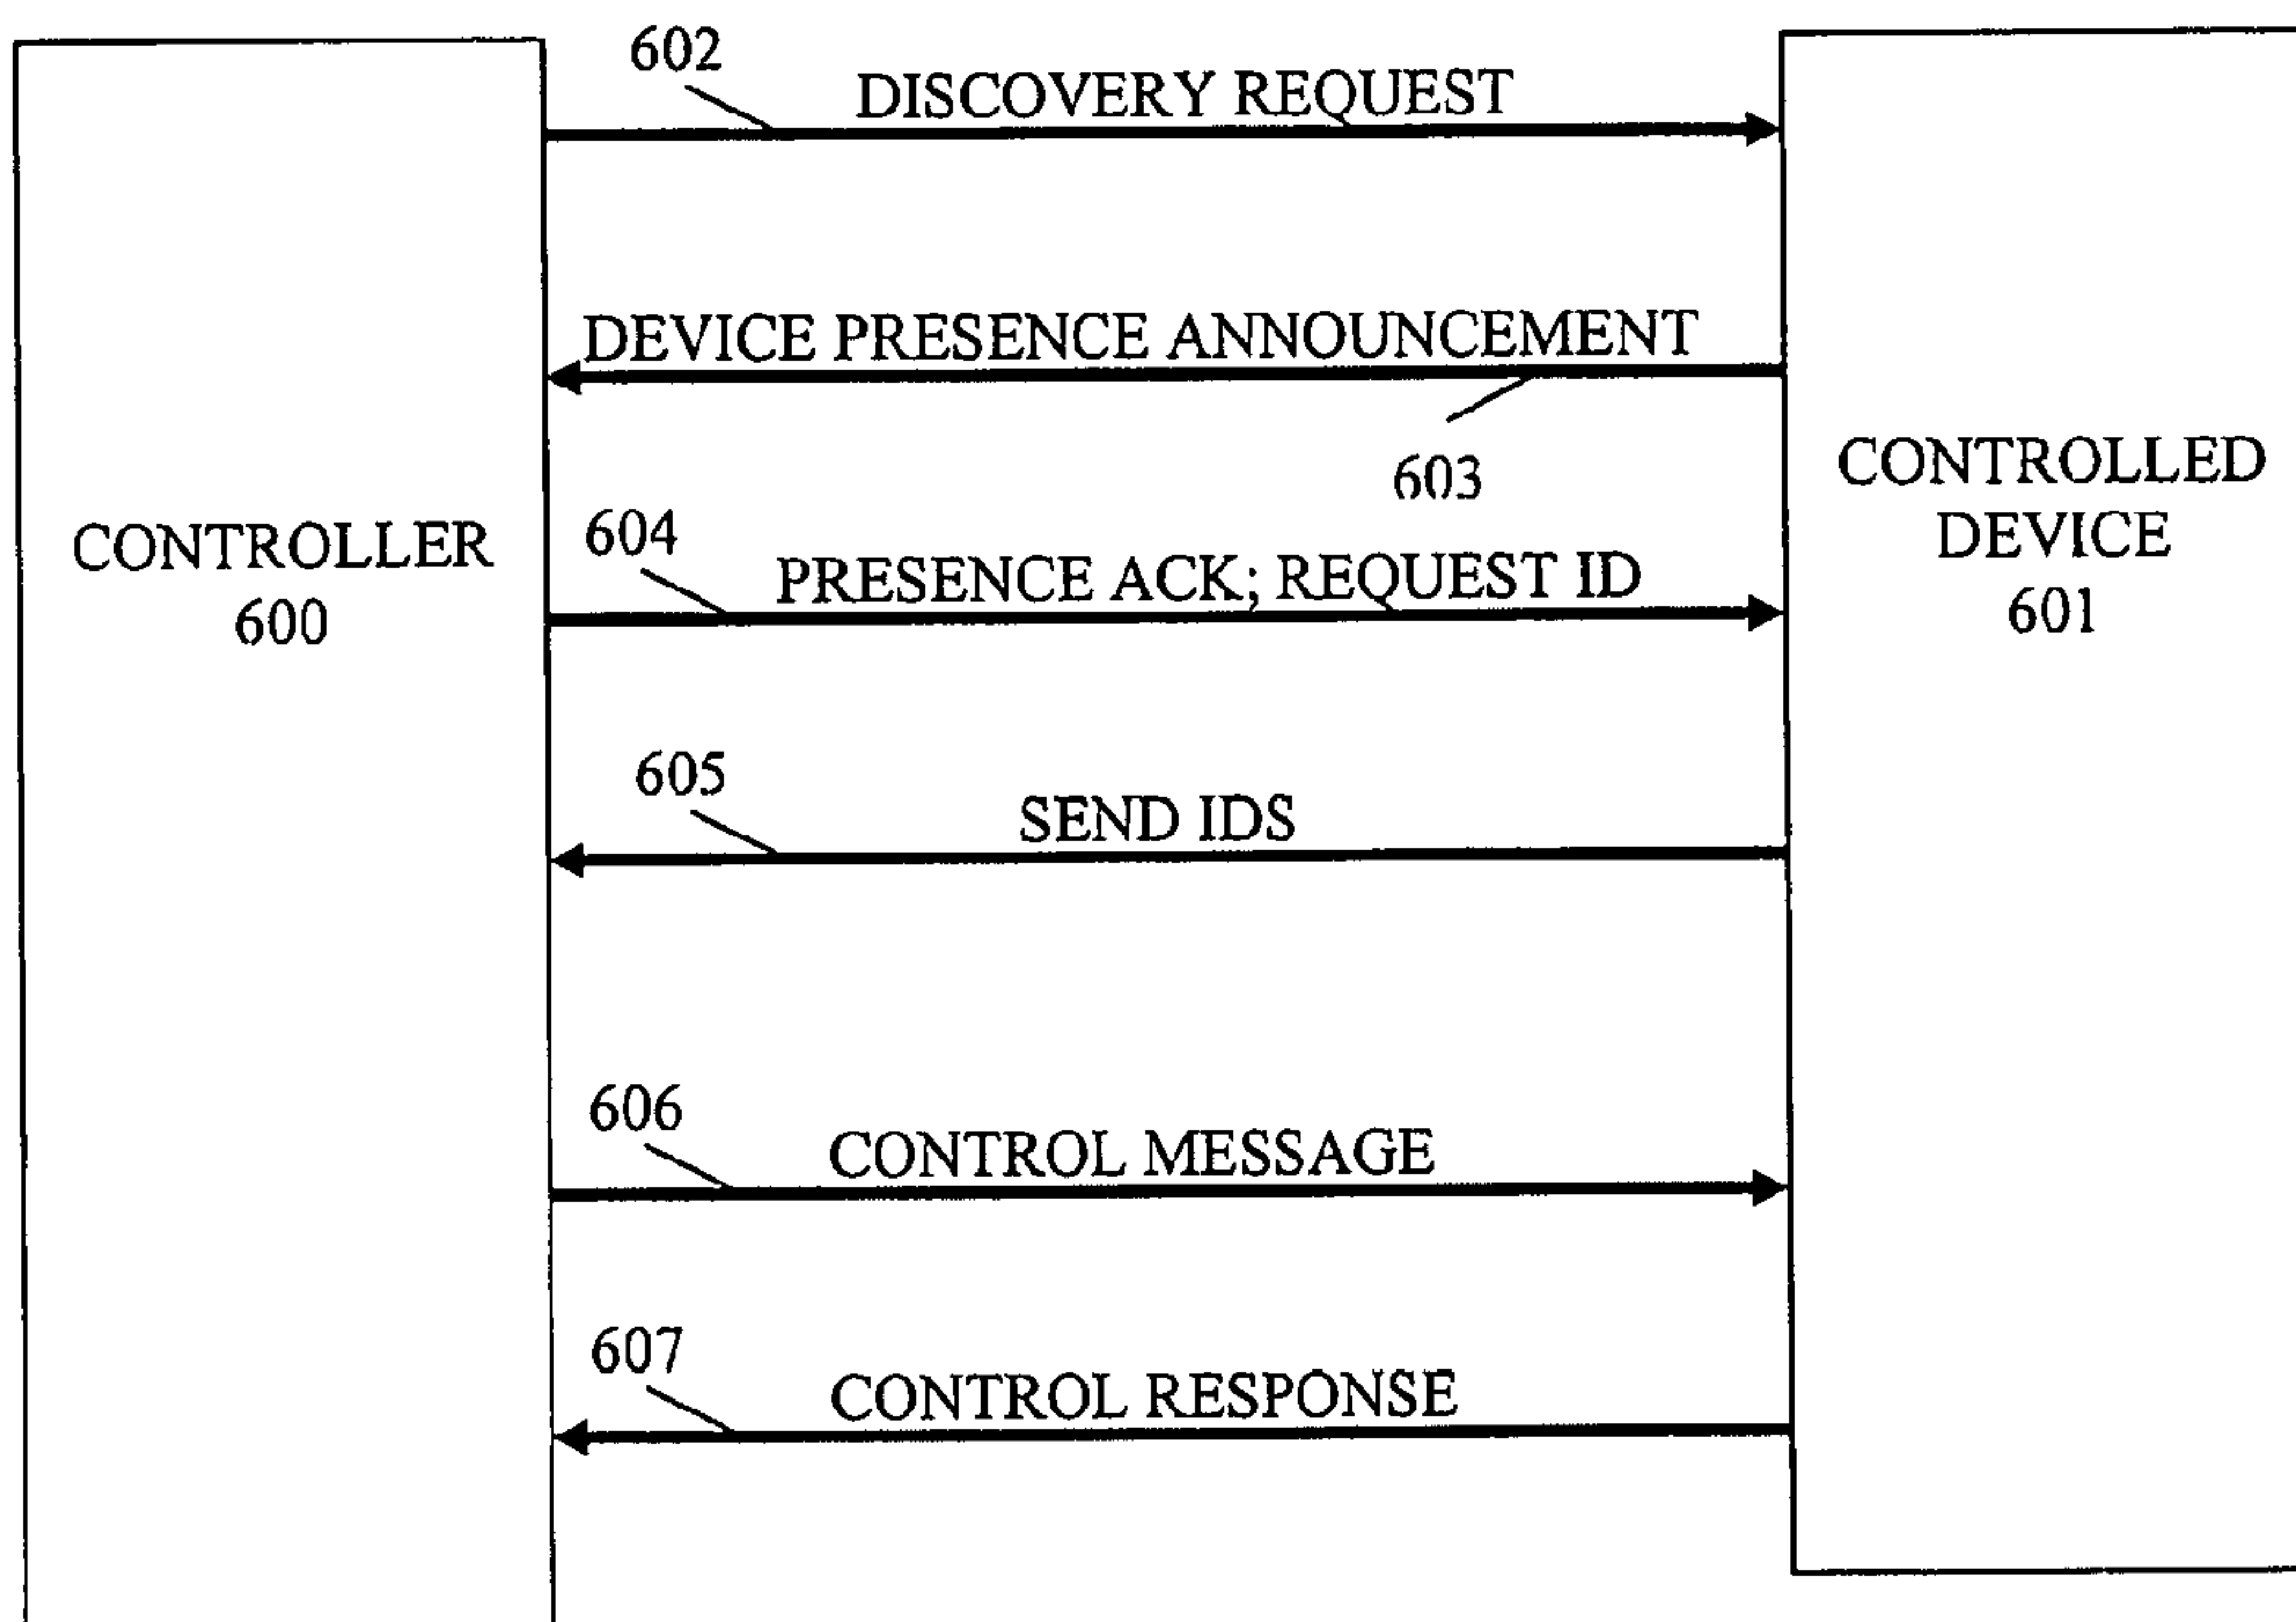 602
DISCOVERY REQUEST
DEVICE PRESENCE ANNOUNCEMENT
603
CONTROLLED
DEVICE
601
CONTROLLER
600
604
PRESENCE ACK; REQUEST ID
605
SEND IDS
606
CONTROL MESSAGE
607
CONTROL RESPONSE